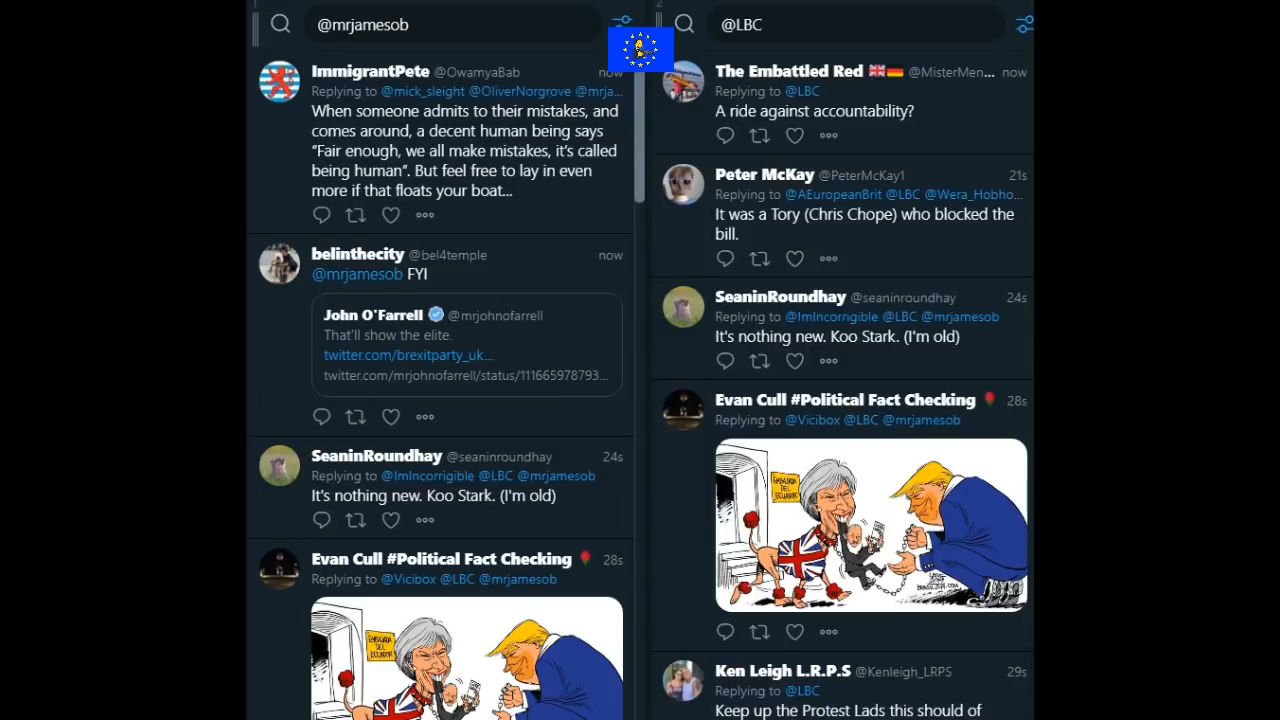 @mrjamesob
ImmigrantPete @OwamyaBab now
Replying to @mick_sleight @OliverNorgrove @mrja...
When someone admits to their mistakes, and
comes around, a decent human being says
“Fair enough, we all make mistakes, it’s called
being human”. But feel free to lay in even
more if that floats your boat...
belinthecity @bel4temple now
@mrjamesob FYI
John O'Farrell @mrjohnofarrell
That'll show the elite.
twitter.com/brexitparty_uk...
twitter.com/mrjohnofarrell/status/111665978793...
SeaninRoundhay @seaninroundhay 24s
Replying to @ImIncorrigible @LBC @mrjamesob
It's nothing new. Koo Stark. (I'm old)
Evan Cull #Political Fact Checking 28s
Replying to @Vicibox @LBC @mrjamesob
EMBAJADA
DEL
ECUADOR
2
@LBC
The Embattled Red @MisterMen... now
Replying to @LBC
A ride against accountability?
Peter McKay @PeterMcKay1 21s
Replying to @AEuropeanBrit @LBC @Wera_Hobho...
It was a Tory (Chris Chope) who blocked the
bill.
SeaninRoundhay @seaninroundhay 24s
Replying to @ImIncorrigible @LBC @mrjamesob
It's nothing new. Koo Stark. (I'm old)
Evan Cull #Political Fact Checking 28s
Replying to @Vicibox @LBC @mrjamesob
EMBAJADA
DEL
ECUADOR
Ken Leigh L.R.P.S @Kenleigh_LRPS 29s
Replying to @LBC
Keep up the Protest Lads this should of